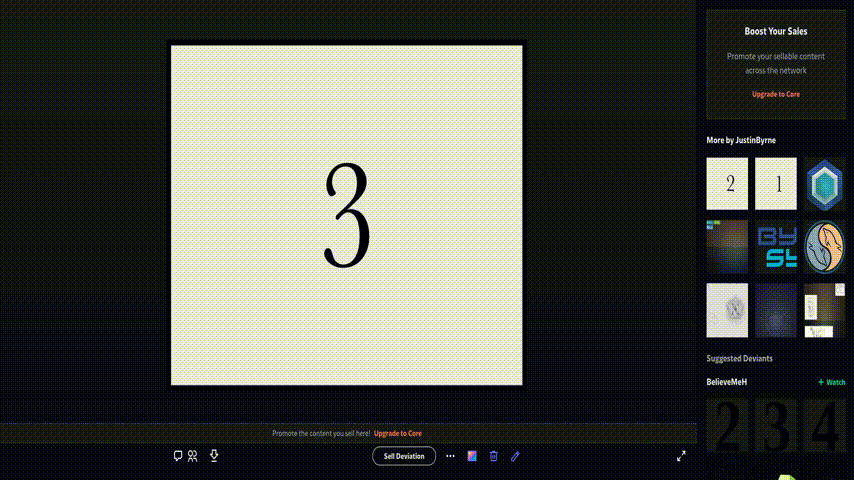 3
Promote the content you sell here! Upgrade to Core
Sell Deviation
Boost Your Sales
Promote your sellable content
across the network
Upgrade to Core
More by JustinByrne
2
1
BY
St
Suggested Deviants
BelieveMeH
+ Watch
2
3
4